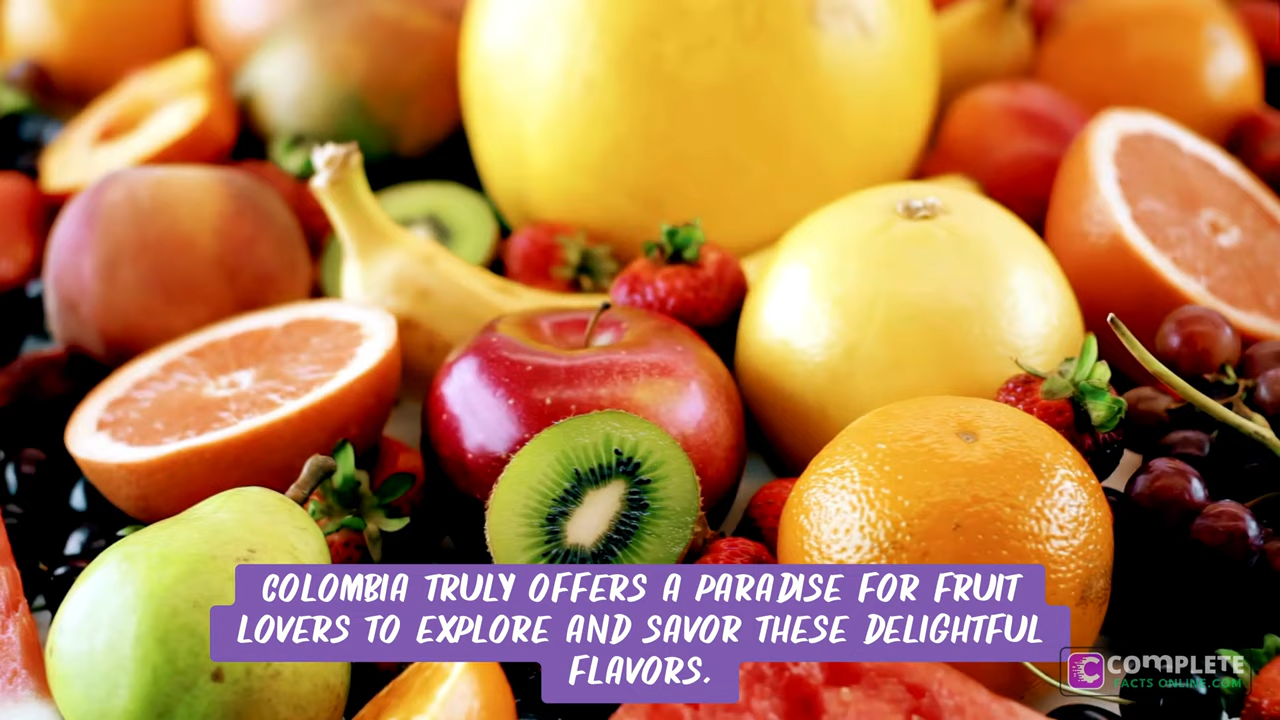 COLOMBIA TRULY OFFERS A PARADISE FOR FRUIT
LOVERS TO EXPLORE AND SAVOR THESE DELIGHTFUL
FLAVORS.
COMPLETE
FACTS ONLINE.COM